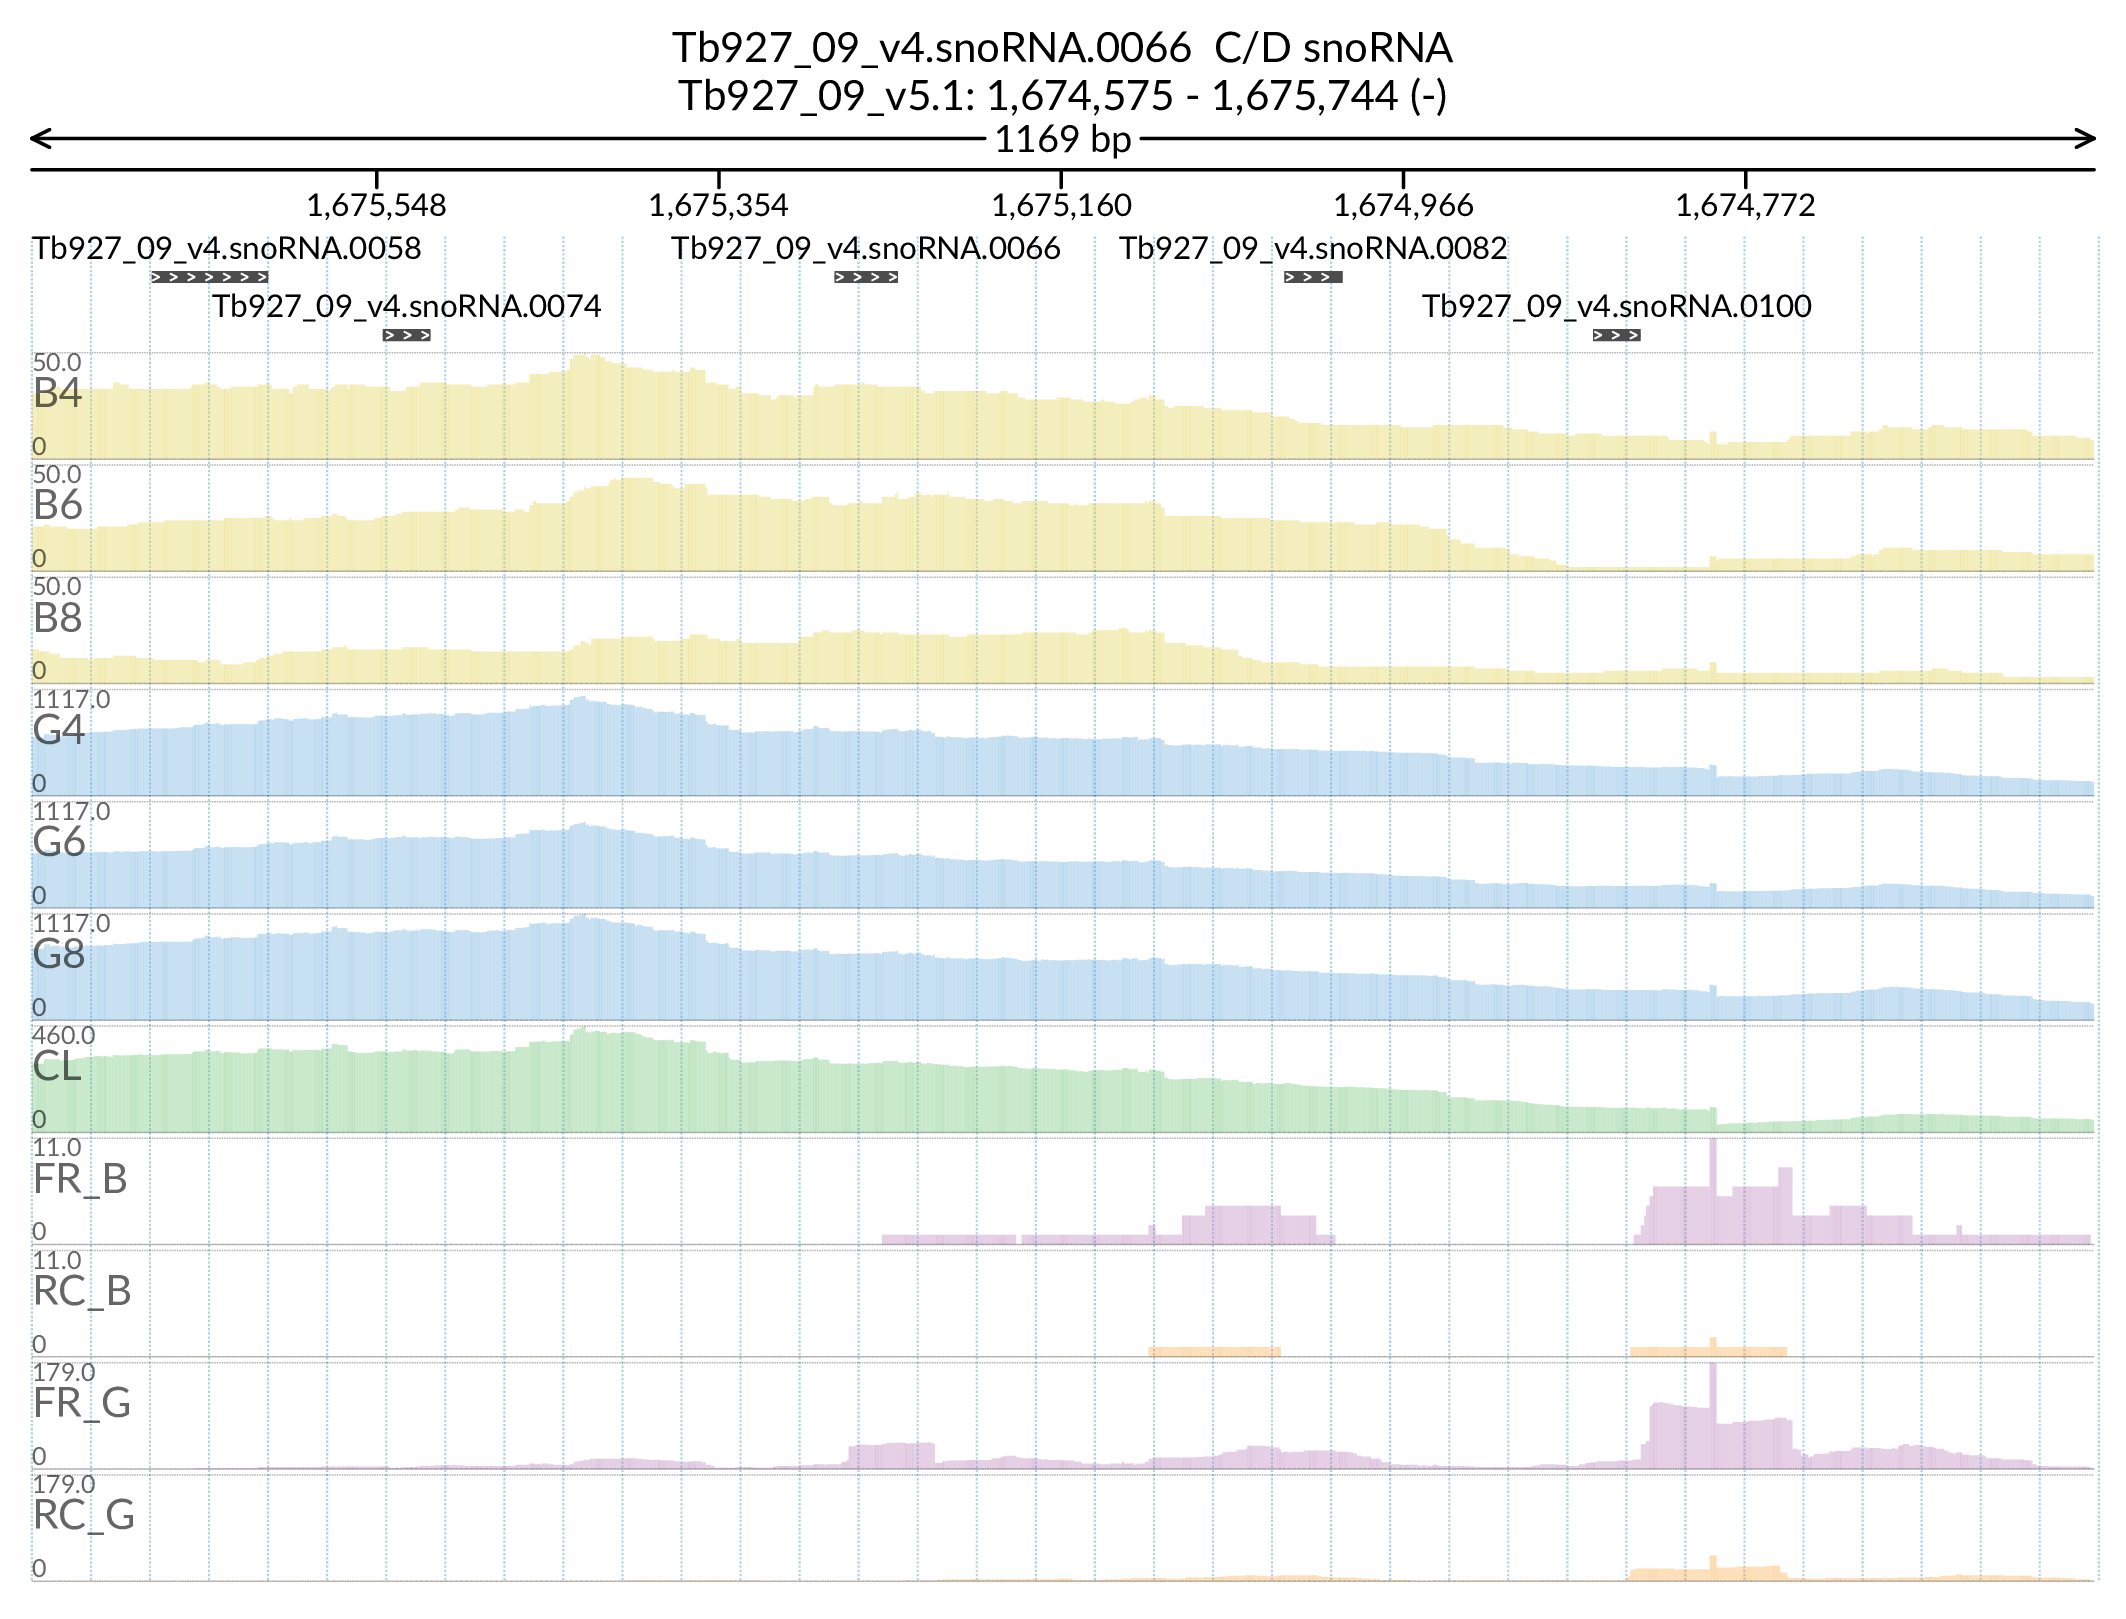 Tb927_09_v4.snoRNA.0066  C/D snoRNA
Tb927_09_v5.1: 1,674,575 - 1,675,744 (-)
1169 bp
1,675,548 1,675,354 1,675,160 1,674,966 1,674,772
Tb927_09_v4.snoRNA.0058 Tb927_09_v4.snoRNA.0066 Tb927_09_v4.snoRNA.0082
Tb927_09_v4.snoRNA.0074 Tb927_09_v4.snoRNA.0100
50.0
B4
0
50.0
B6
0
50.0
B8
0
1117.0
G4
0
1117.0
G6
0
1117.0
G8
0
460.0
CL
0
11.0
FR_B
0
11.0
RC_B
0
179.0
FR_G
0
179.0
RC_G
0